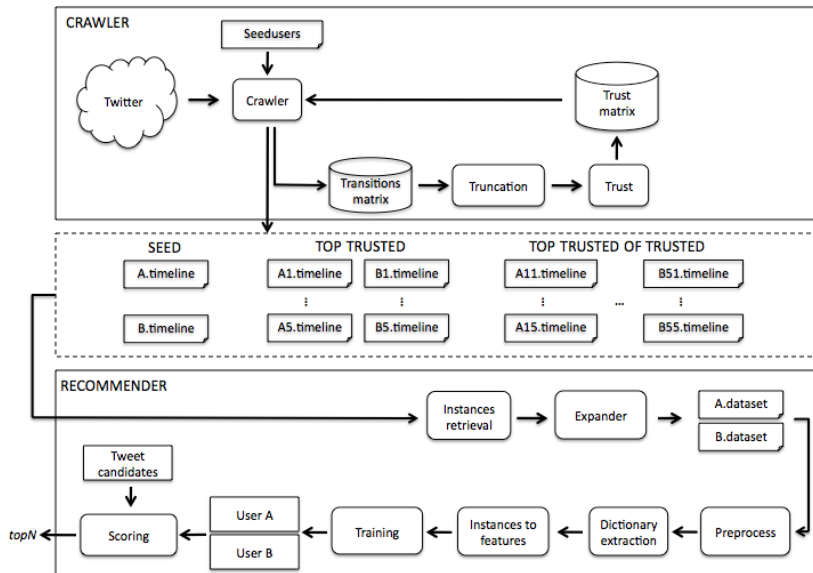 CRAWLER
Seedusers
Twitter
Crawler
Trust
matrix
Transitions
matrix
Truncation
Trust
SEED
TOP TRUSTED
TOP TRUSTED OF TRUSTED
A.timeline
A1.timeline
B1.timeline
A11.timeline
B51.timeline
⋮
⋮
⋮
...
⋮
B.timeline
A5.timeline
B5.timeline
A15.timeline
B55.timeline
RECOMMENDER
Instances
retrieval
Expander
A.dataset
B.dataset
Tweet
candidates
topN
Scoring
User A
User B
Training
Instances to
features
Dictionary
extraction
Preprocess